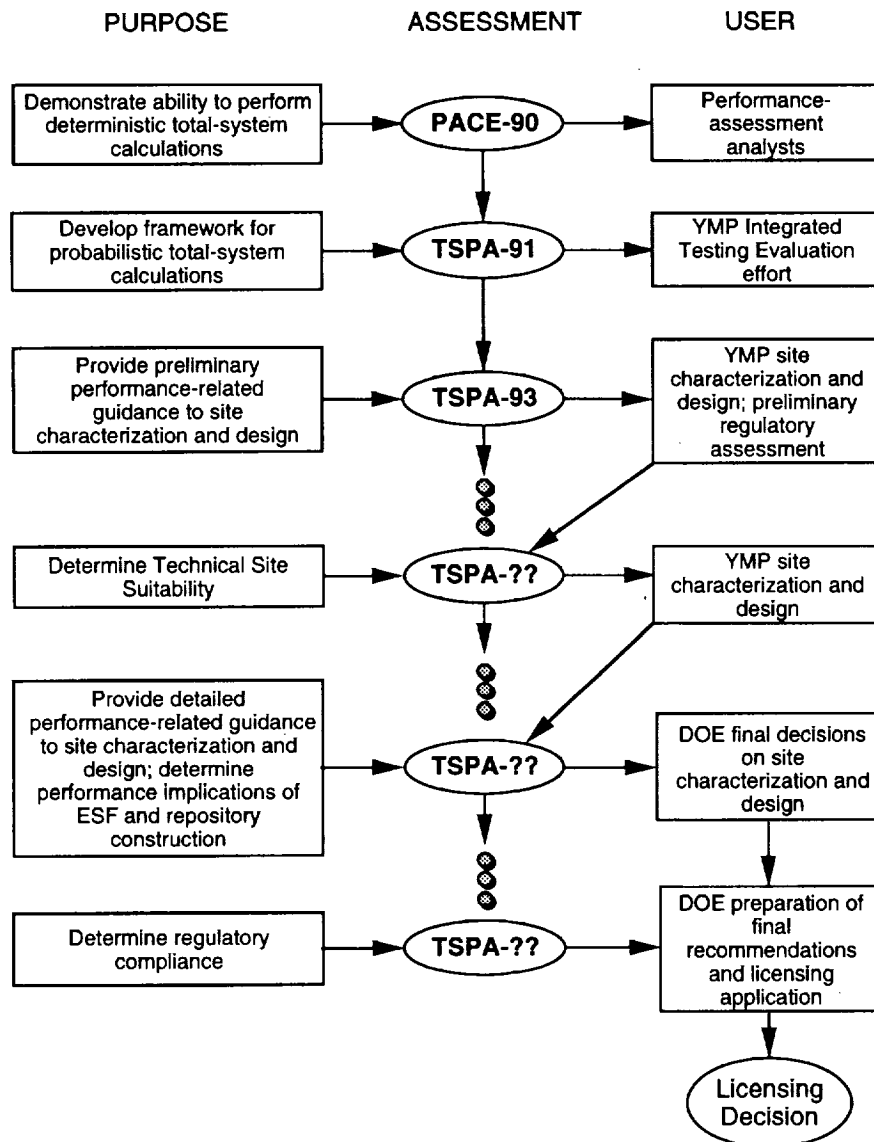 PURPOSE ASSESSMENT USER
Demonstrate ability to perform
deterministic total-system
calculations
PACE-90
Performance-
assessment
analysts
Develop framework for
probabilistic total-system
calculations
TSPA-91
YMP Integrated
Testing Evaluation
effort
Provide preliminary
performance-related
guidance to site
characterization and design
TSPA-93
YMP site
characterization and
design; preliminary
regulatory
assessment
Determine Technical Site
Suitability
TSPA-??
YMP site
characterization and
design
Provide detailed
performance-related guidance
to site characterization and
design; determine
performance implications of
ESF and repository
construction
TSPA-??
DOE final decisions
on site
characterization and
design
Determine regulatory
compliance
TSPA-??
DOE preparation of
final
recommendations
and licensing
application
Licensing
Decision